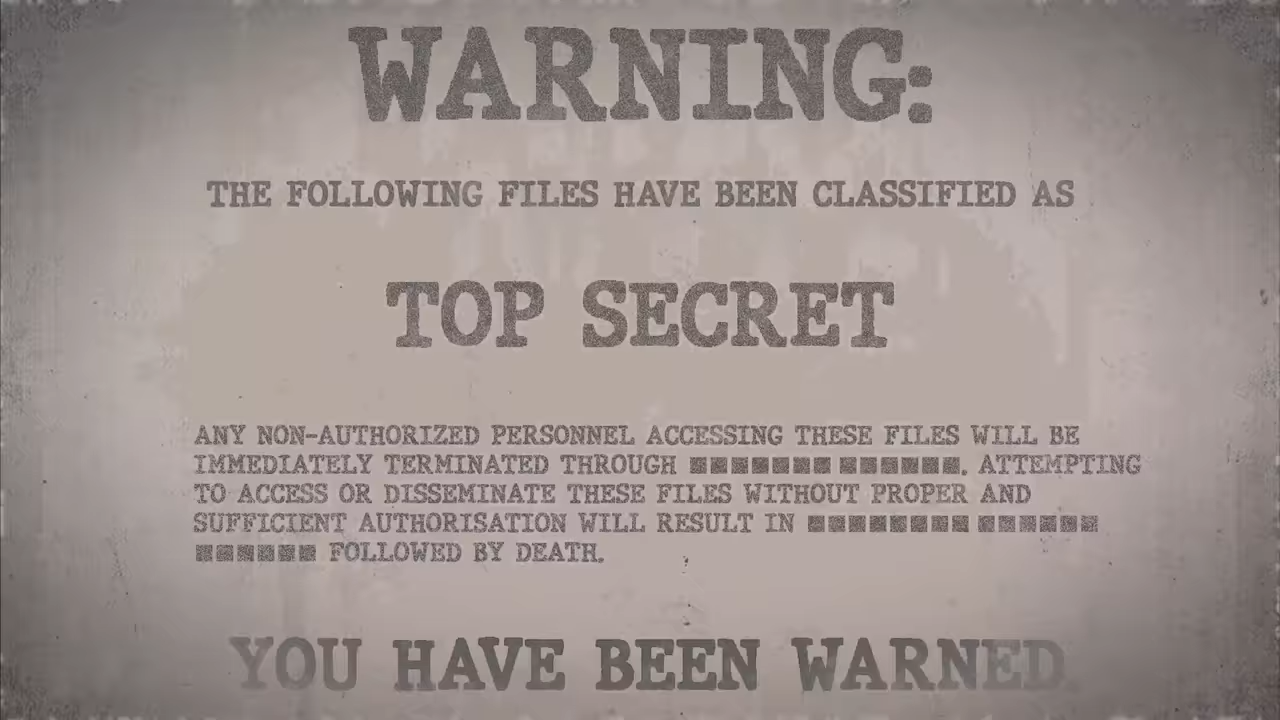 WARNING:
THE FOLLOWING FILES HAVE BEEN CLASSIFIED AS
TOP SECRET
ANY NON-AUTHORIZED PERSONNEL ACCESSING THESE FILES WILL BE
IMMEDIATELY TERMINATED THROUGH ■■■■■■■ ■■■■■■. ATTEMPTING
TO ACCESS OR DISSEMINATE THESE FILES WITHOUT PROPER AND
SUFFICIENT AUTHORISATION WILL RESULT IN ■■■■■■■■ ■■■■■■
■■■■■■ FOLLOWED BY DEATH.
YOU HAVE BEEN WARNED.